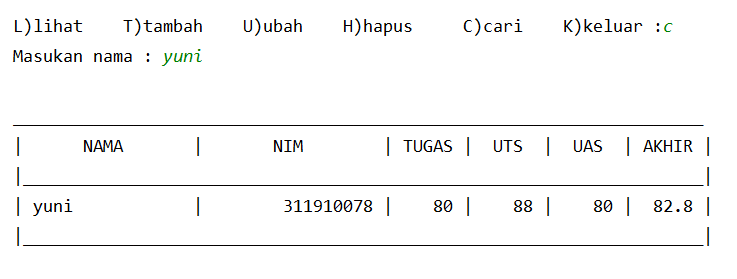 L)lihat T)tambah U)ubah H)hapus C)cari K)keluar :c
Masukan nama : yuni
| NAMA | NIM | TUGAS | UTS | UAS | AKHIR |
| yuni | 311910078 | 80 | 88 | 80 | 82.8 |